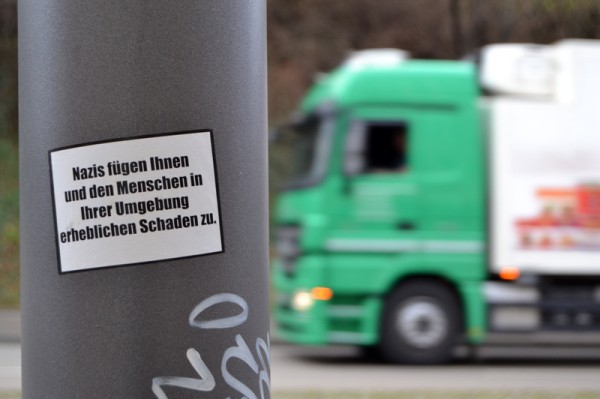 Nazis fügen Ihnen
und den Menschen in
Ihrer Umgebung
erheblichen Schaden zu.